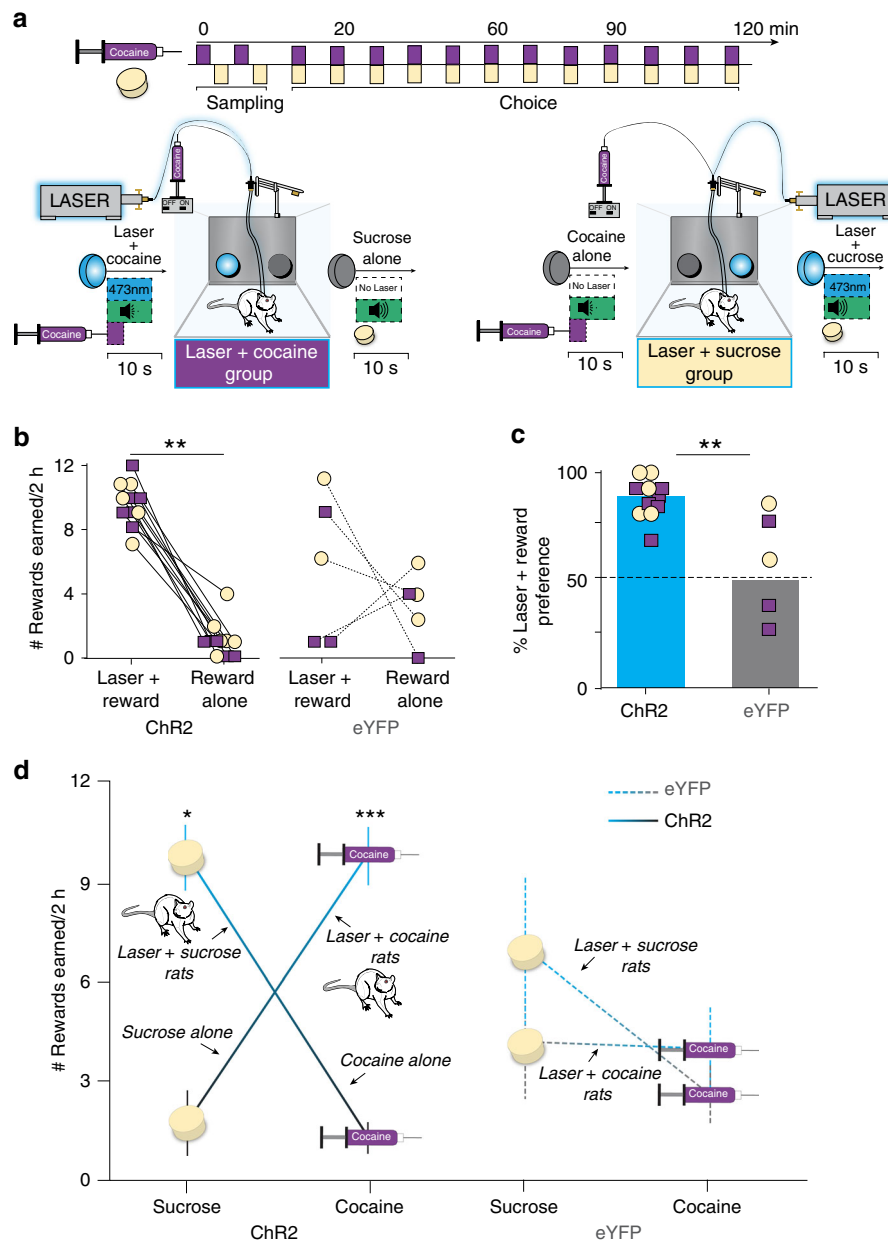 a
0 20 60 90 120 min
Cocaine
Sampling
Choice
Cocaine
LASER
OFF ON
Laser
+
cocaine
473nm
Cocaine
10 s
Sucrose
alone
No Laser
10 s
Laser + cocaine
group
Cocaine
OFF ON
LASER
Cocaine
alone
No Laser
Cocaine
10 s
Laser
+
cucrose
473nm
10 s
Laser + sucrose
group
b
**
12
8
4
0
# Rewards earned/2 h
Laser +
reward
Reward
alone
ChR2
Laser +
reward
Reward
alone
eYFP
c
**
100
50
0
% Laser + reward
preference
ChR2
eYFP
d
12
9
6
3
0
# Rewards earned/2 h
*
***
eYFP
ChR2
Cocaine
Laser + sucrose
rats
Laser + cocaine
rats
Sucrose alone
Cocaine alone
Cocaine
Laser + sucrose
rats
Laser + cocaine
rats
Cocaine
Cocaine
Sucrose
Cocaine
ChR2
Sucrose
Cocaine
eYFP